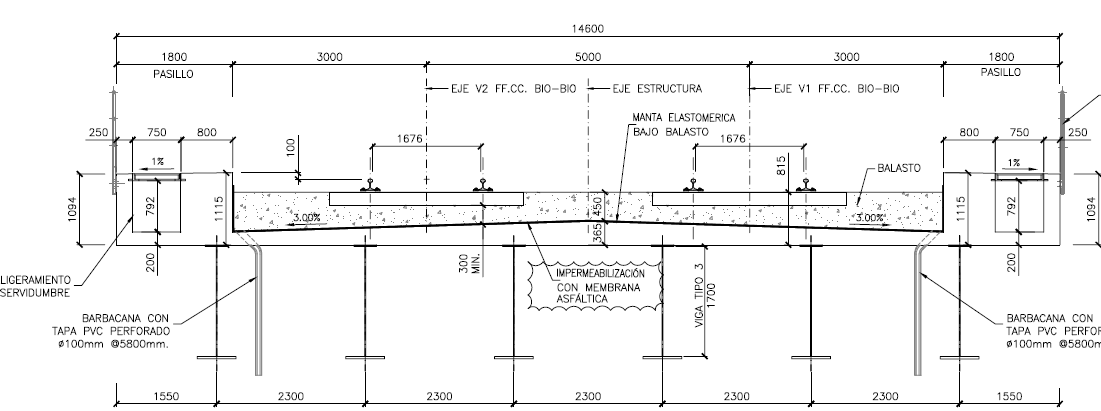 14600
1800
3000
5000
3000
1800
PASILLO
PASILLO
EJE V2 FF.CC. BIO-BIO
EJE ESTRUCTURA
EJE V1 FF.CC. BIO-BIO
MANTA ELASTOMERICA
BAJO BALASTO
250
750
800
100
1676
1676
815
800
750
250
1%
1%
BALASTO
1094
792
1115
3.00%
450
3.00%
1115
792
1094
365
200
300
MIN.
200
LIGERAMIENTO
SERVIDUMBRE
IMPERMEABILIZACIÓN
CON MEMBRANA
ASFÁLTICA
VIGA TIPO 3
1700
BARBACANA CON
TAPA PVC PERFORADO
ø100mm @5800mm.
BARBACANA CON
TAPA PVC PERFOR
ø100mm @5800m
1550
2300
2300
2300
2300
2300
1550